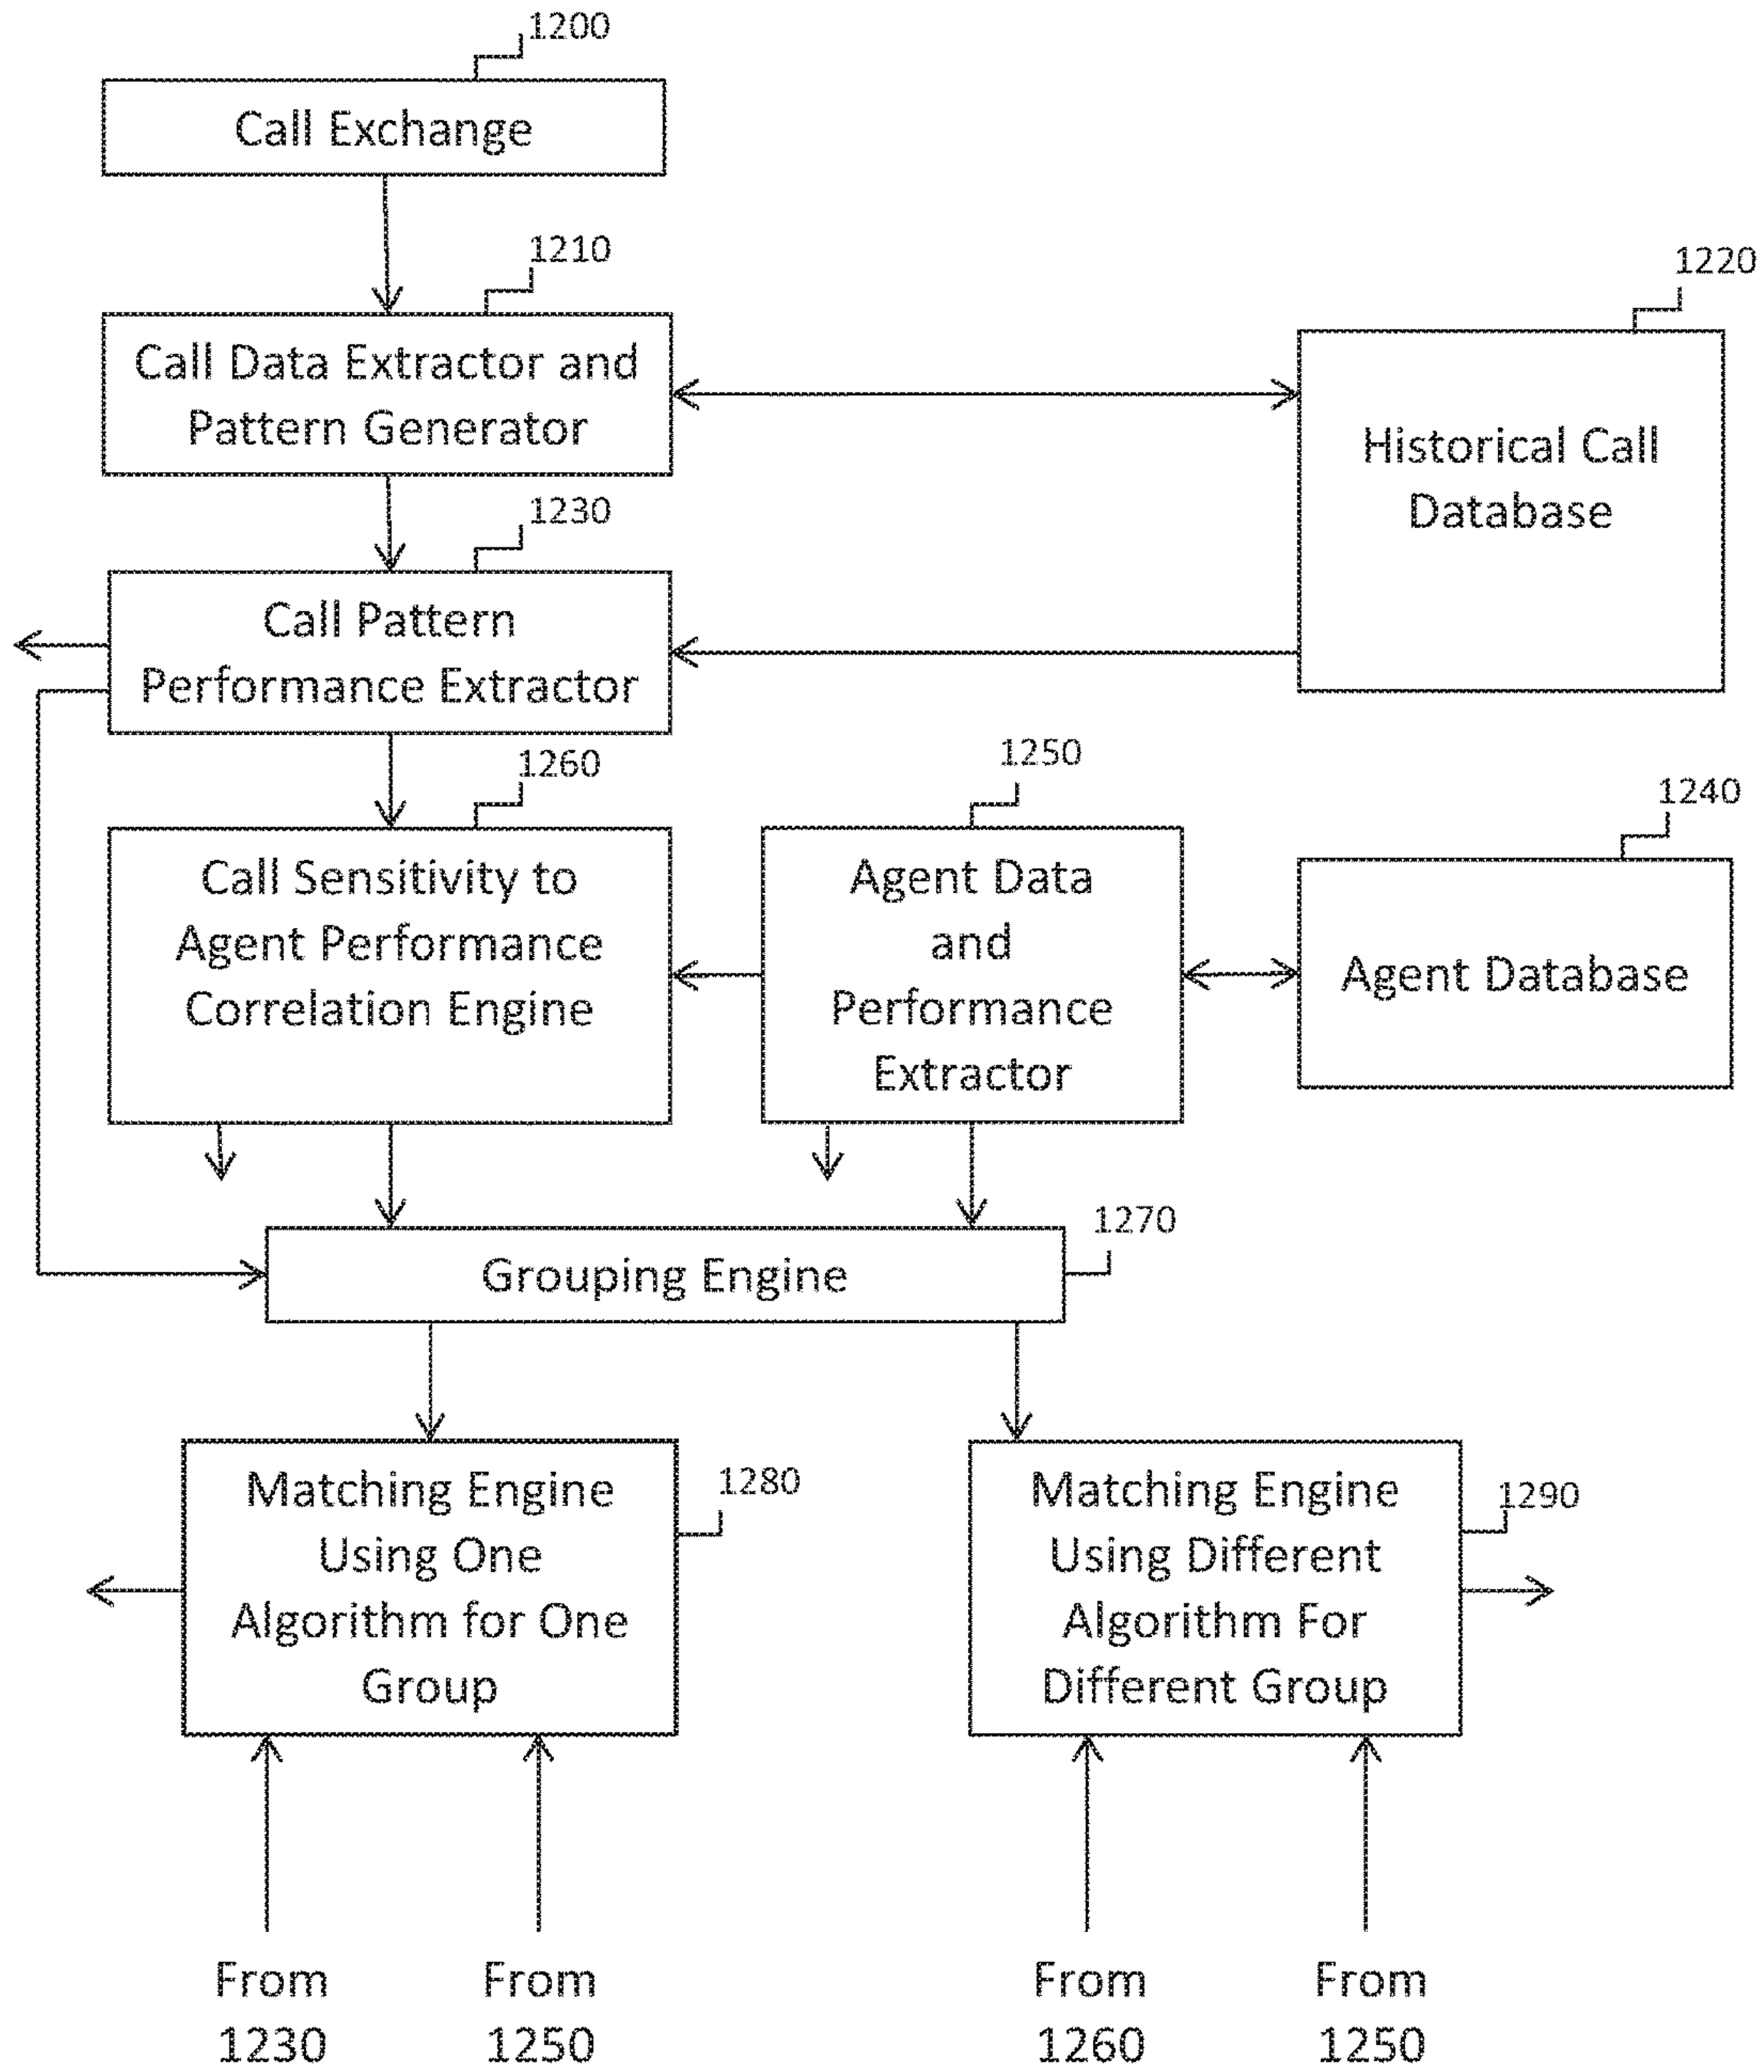 1200
Call Exchange
1210
Call Data Extractor and
Pattern Generator
1220
Historical Call
Database
1230
Call Pattern
Performance Extractor
1260
Call Sensitivity to
Agent Performance
Correlation Engine
1250
Agent Data
and
Performance
Extractor
1240
Agent Database
1270
Grouping Engine
1280
Matching Engine
Using One
Algorithm for One
Group
1290
Matching Engine
Using Different
Algorithm For
Different Group
From
1230
From
1250
From
1260
From
1250